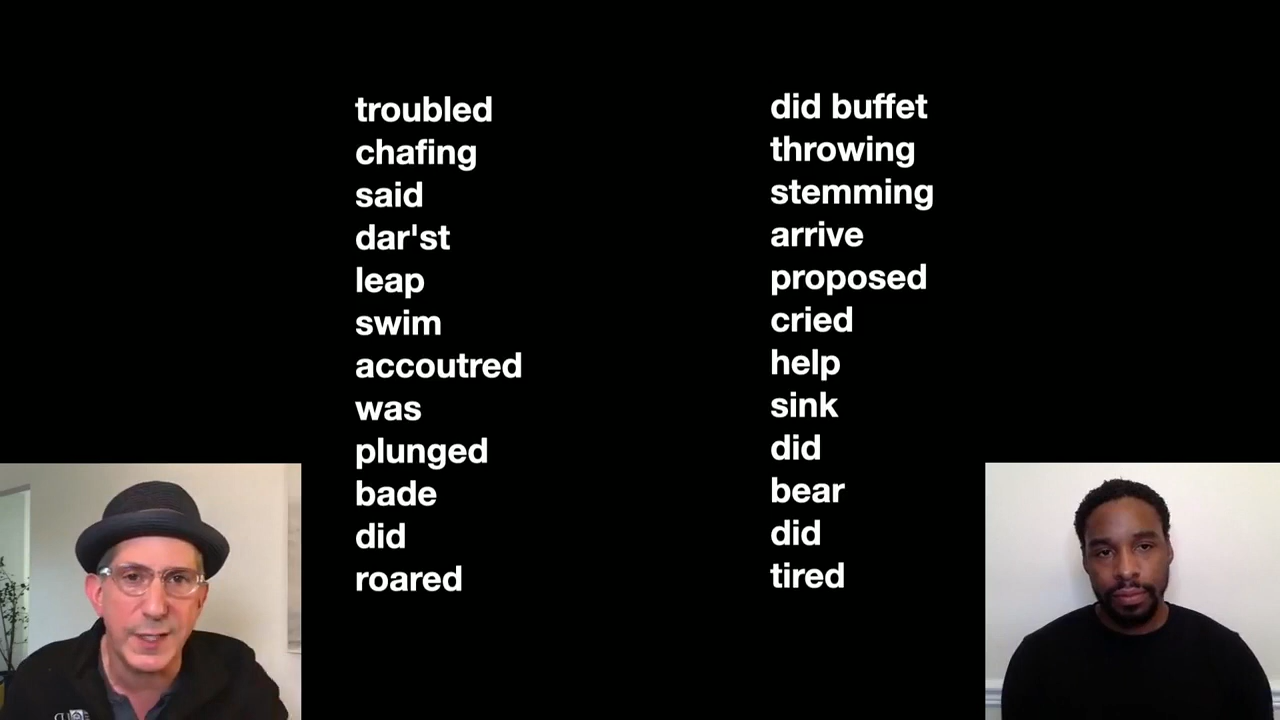 troubled
chafing
said
dar'st
leap
swim
accoutred
was
plunged
bade
did
roared
did buffet
throwing
stemming
arrive
proposed
cried
help
sink
did
bear
did
tired